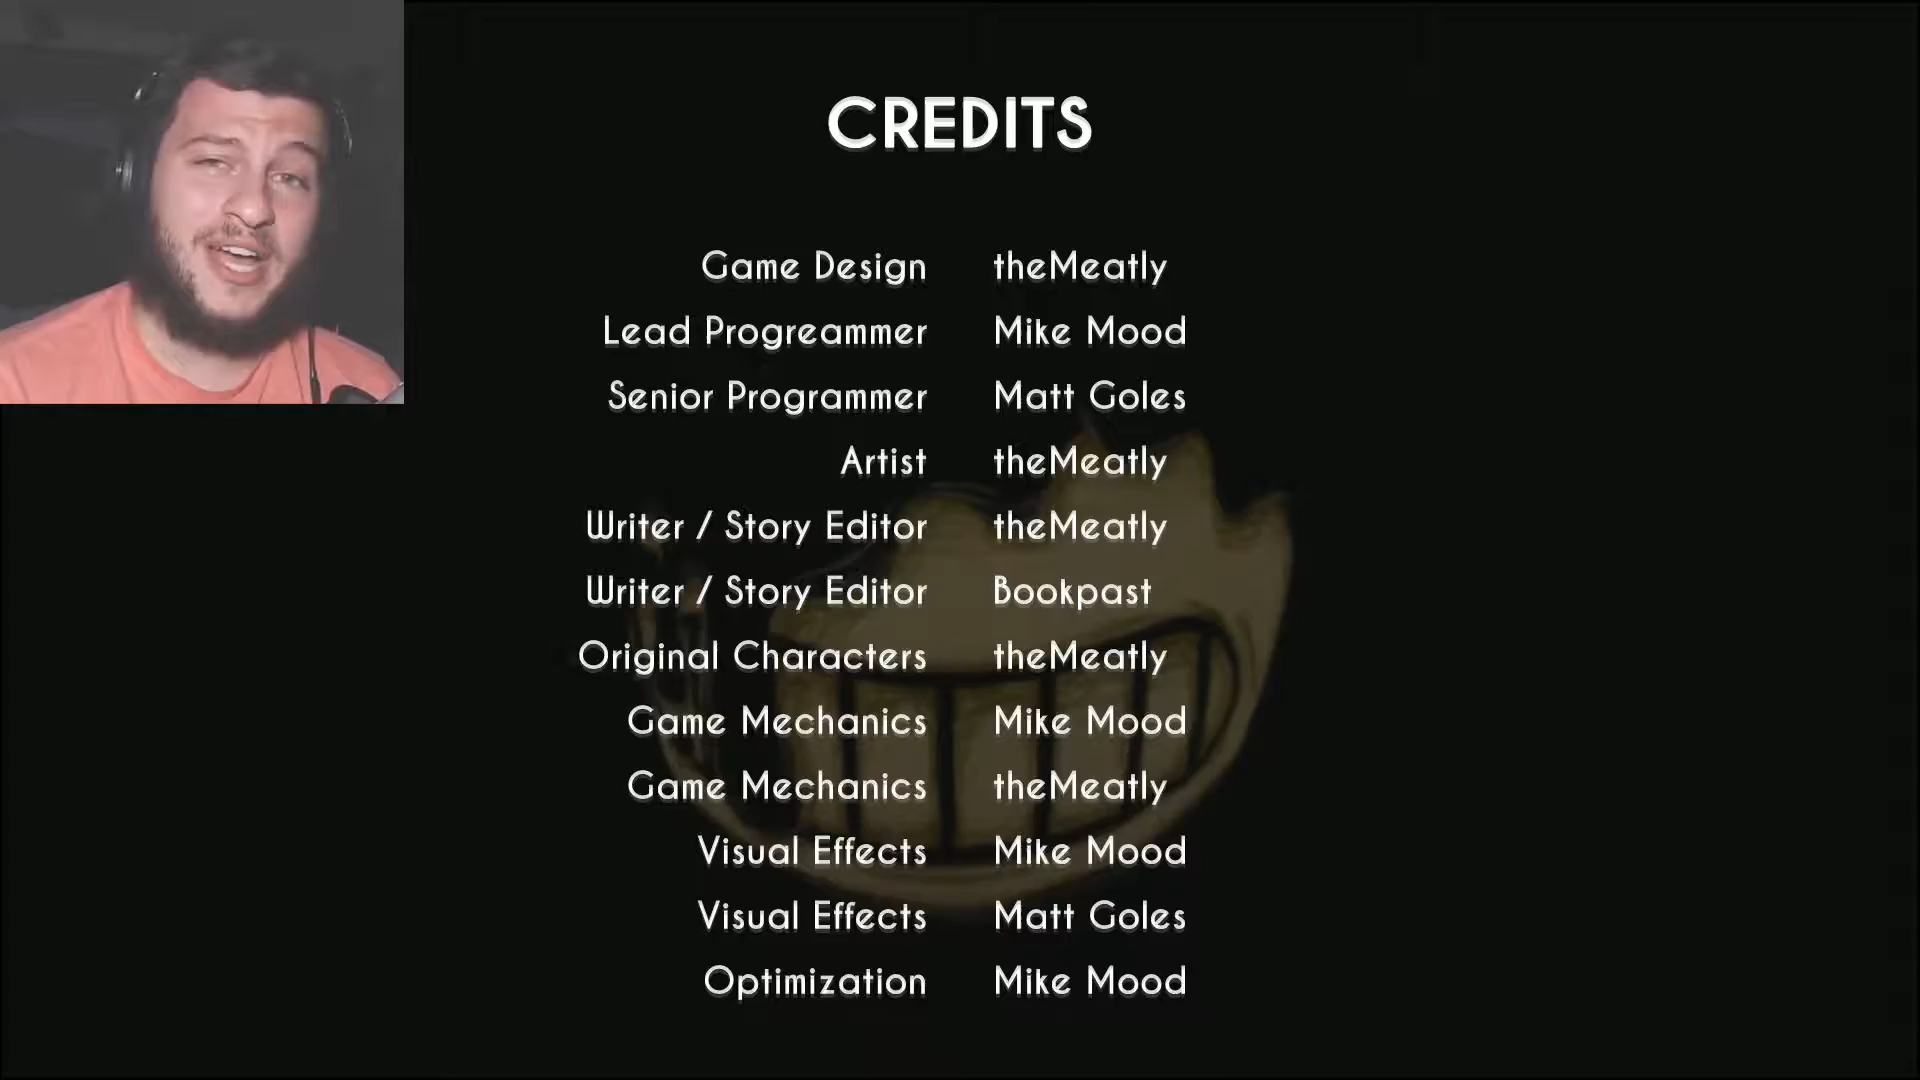 CREDITS
Game Design theMeatly
Lead Progreammer Mike Mood
Senior Programmer Matt Goles
Artist theMeatly
Writer / Story Editor theMeatly
Writer / Story Editor Bookpast
Original Characters theMeatly
Game Mechanics Mike Mood
Game Mechanics theMeatly
Visual Effects Mike Mood
Visual Effects Matt Goles
Optimization Mike Mood